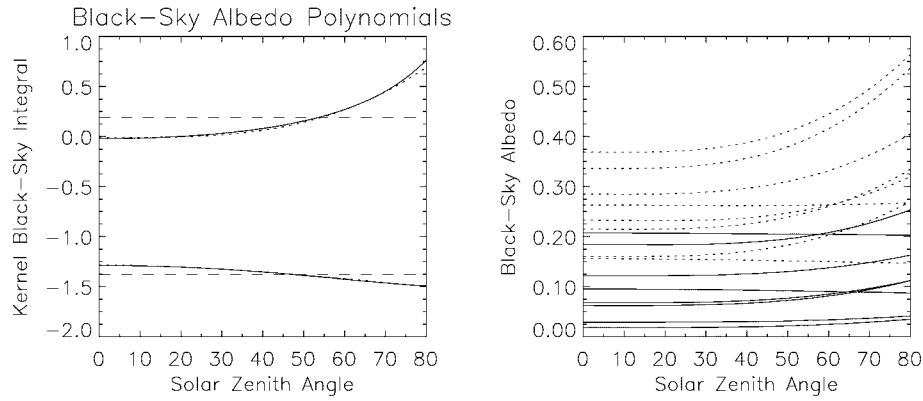 Black-Sky Albedo Polynomials
Kernel Black-Sky Integral
1.0
0.5
0.0
-0.5
-1.0
-1.5
-2.0
0 10 20 30 40 50 60 70 80
Solar Zenith Angle
Black-Sky Albedo
0.60
0.50
0.40
0.30
0.20
0.10
0.00
0 10 20 30 40 50 60 70 80
Solar Zenith Angle